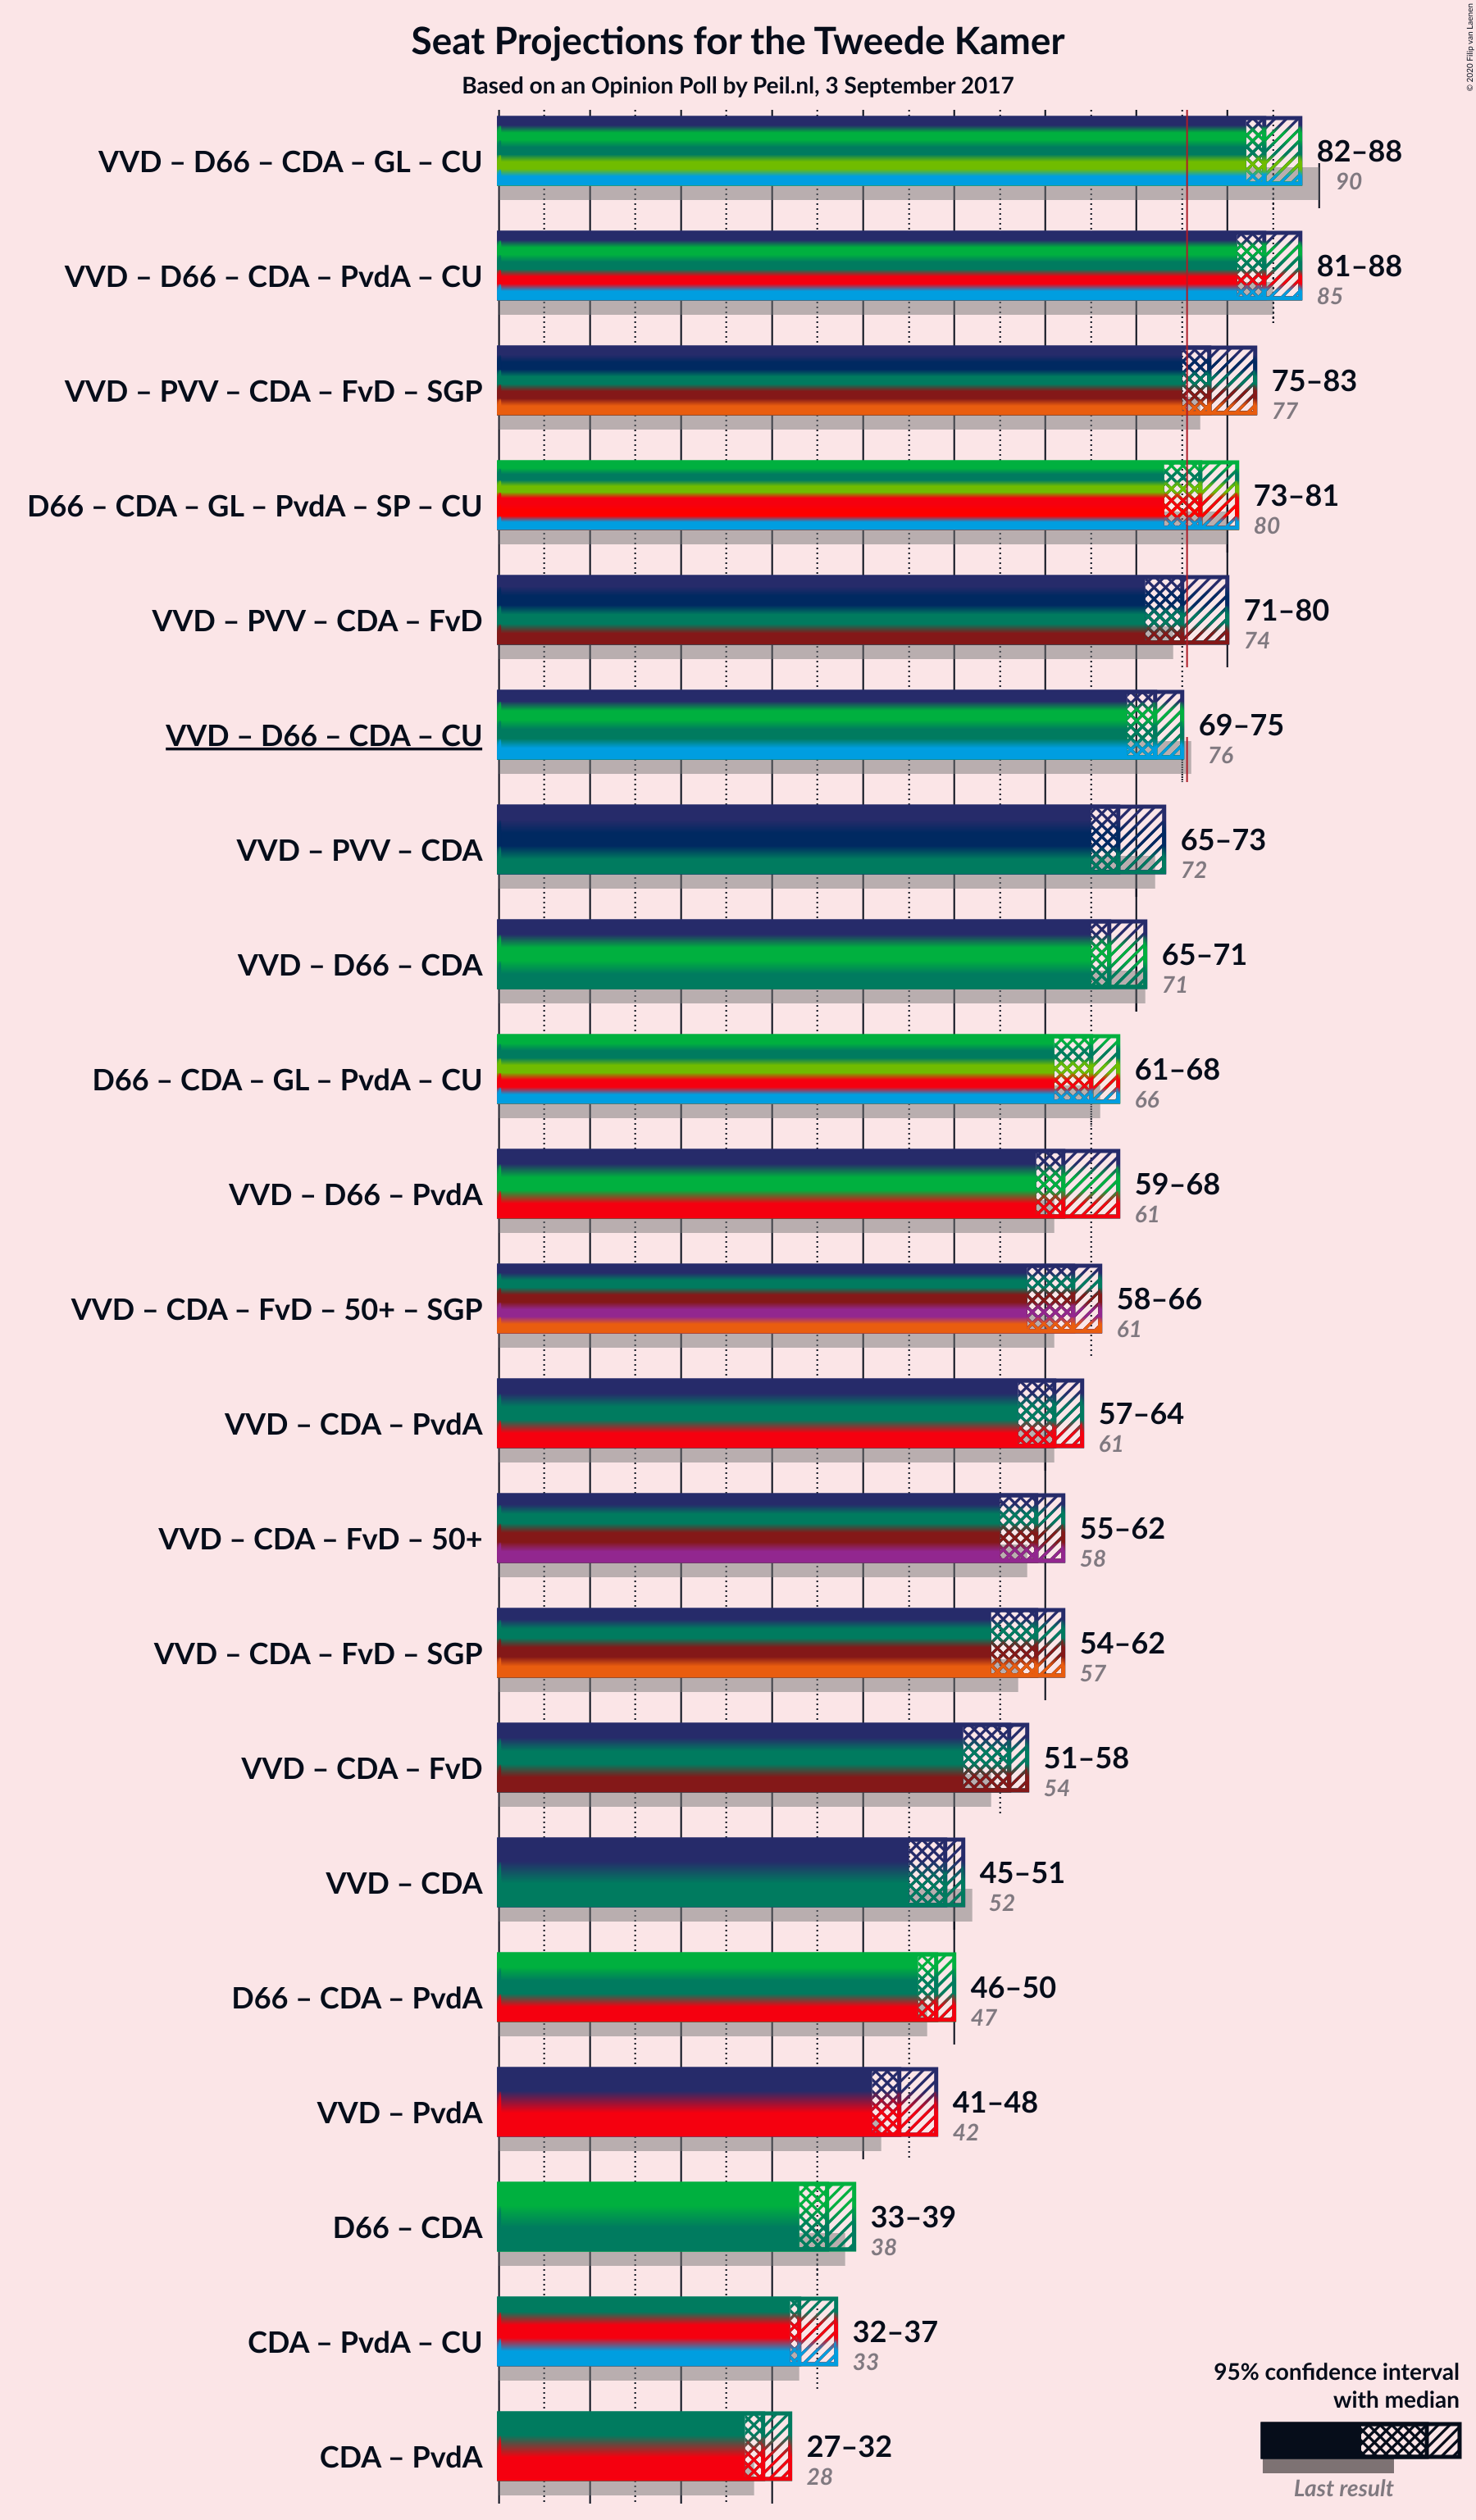 Seat Projections for the Tweede Kamer
Based on an Opinion Poll by Peil.nl, 3 September 2017
© 2020 Filip van Laenen
VVD – D66 – CDA – GL – CU
82–88
90
VVD – D66 – CDA – PvdA – CU
81–88
85
VVD – PVV – CDA – FvD – SGP
75–83
77
D66 – CDA – GL – PvdA – SP – CU
73–81
80
VVD – PVV – CDA – FvD
71–80
74
VVD – D66 – CDA – CU
69–75
76
VVD – PVV – CDA
65–73
72
VVD – D66 – CDA
65–71
71
D66 – CDA – GL – PvdA – CU
61–68
66
VVD – D66 – PvdA
59–68
61
VVD – CDA – FvD – 50+ – SGP
58–66
61
VVD – CDA – PvdA
57–64
61
VVD – CDA – FvD – 50+
55–62
58
VVD – CDA – FvD – SGP
54–62
57
VVD – CDA – FvD
51–58
54
VVD – CDA
45–51
52
D66 – CDA – PvdA
46–50
47
VVD – PvdA
41–48
42
D66 – CDA
33–39
38
CDA – PvdA – CU
32–37
33
CDA – PvdA
27–32
28
95% confidence interval
with median
Last result